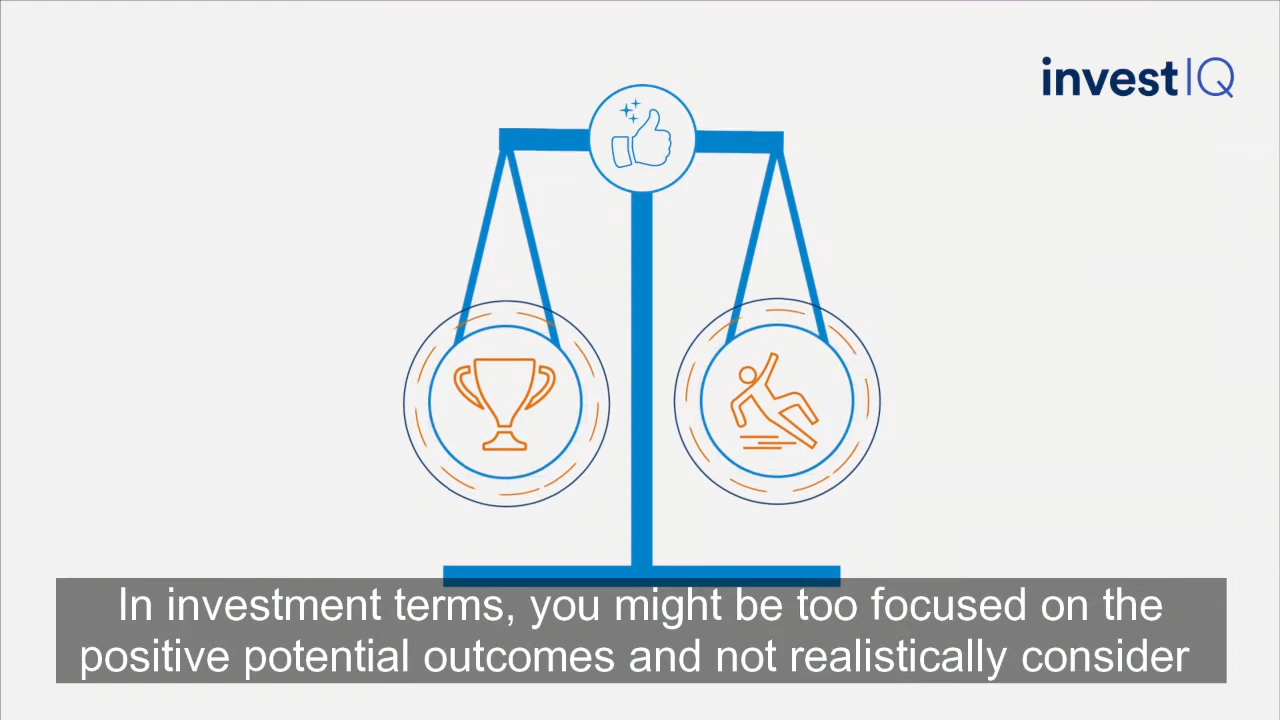 investIQ
In investment terms, you might be too focused on the
positive potential outcomes and not realistically consider